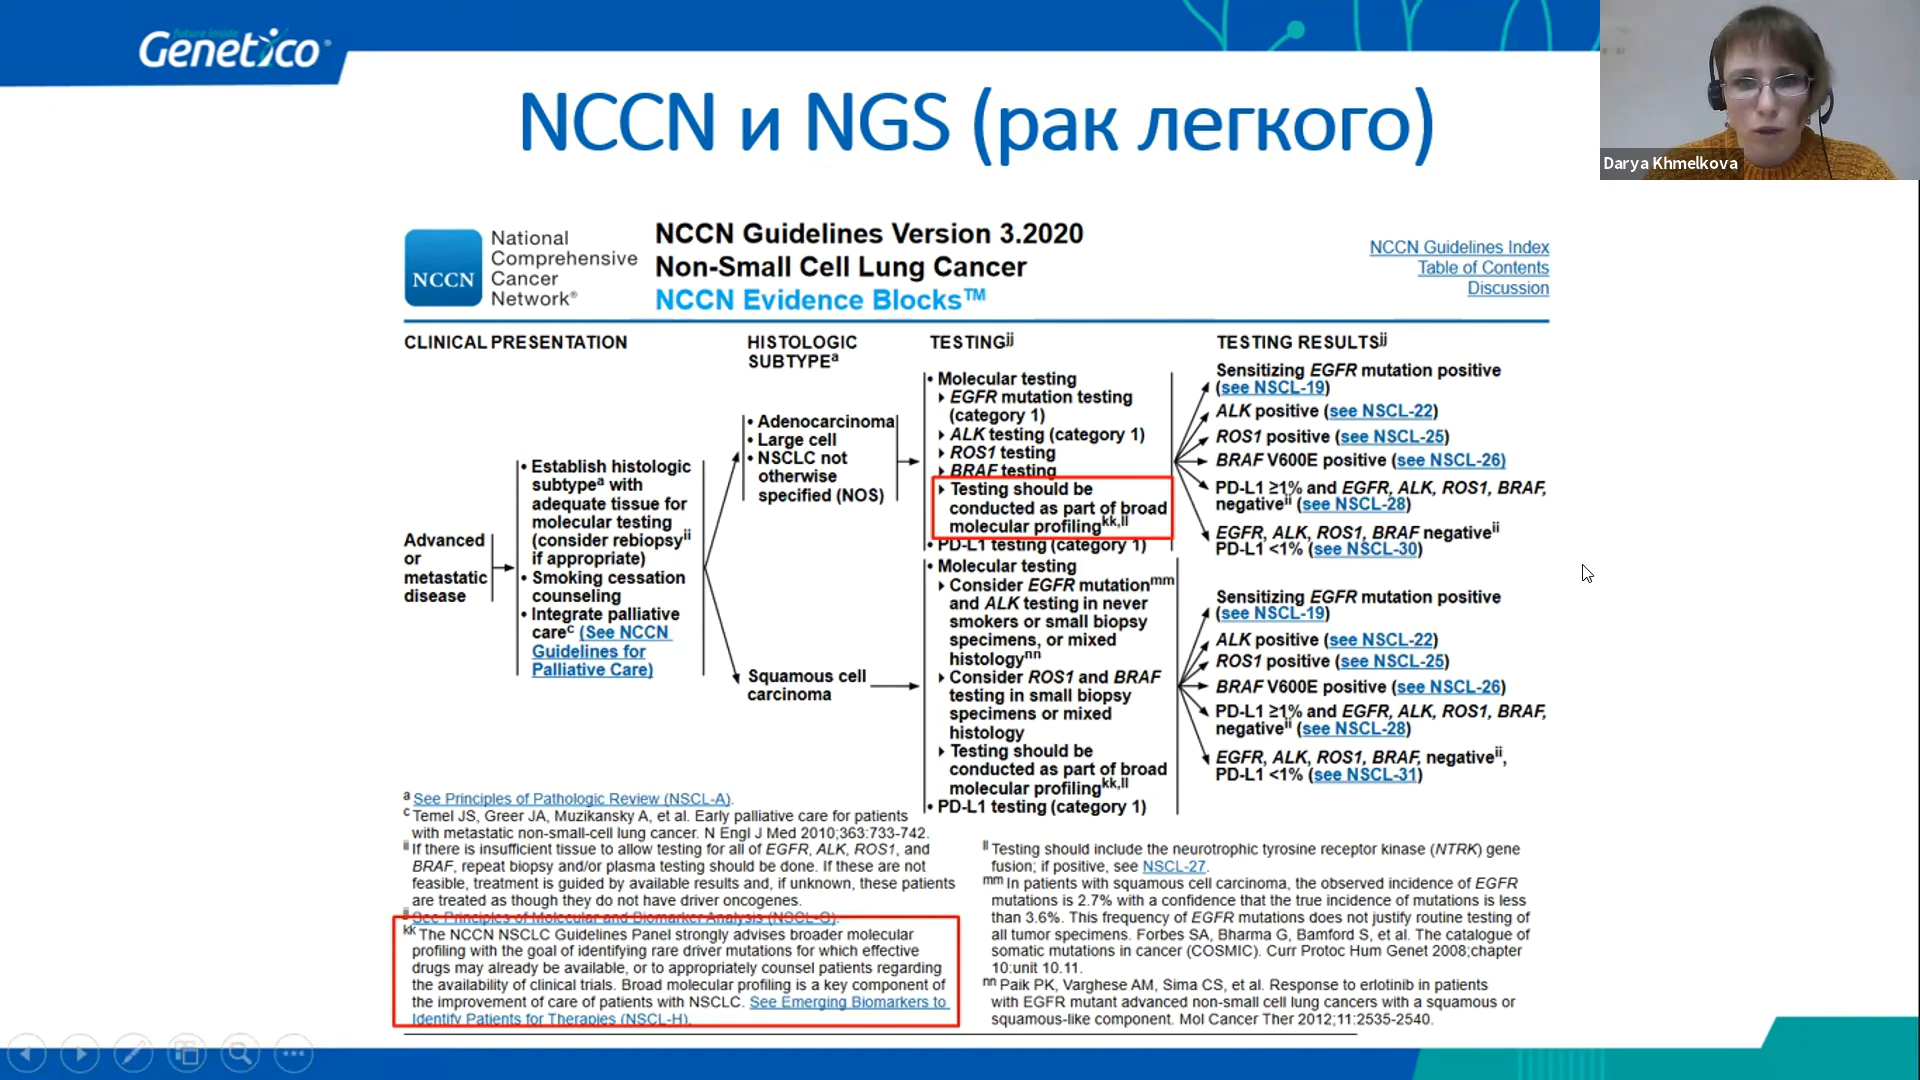 Future Inside
Genetico
NCCN и NGS (рак легкого)
Darya Khmelkova
NCCN
National
Comprehensive
Cancer
Network®
NCCN Guidelines Version 3.2020
Non-Small Cell Lung Cancer
NCCN Evidence Blocks™
NCCN Guidelines Index
Table of Contents
Discussion
CLINICAL PRESENTATION
HISTOLOGIC
SUBTYPEᵃ
TESTINGʲʲ
TESTING RESULTSʲʲ
Advanced
or
metastatic
disease
• Establish histologic
subtypeᵃ with
adequate tissue for
molecular testing
(consider rebiopsyⁱⁱ
if appropriate)
• Smoking cessation
counseling
• Integrate palliative
careᶜ (See NCCN
Guidelines for
Palliative Care)
• Adenocarcinoma
• Large cell
• NSCLC not
otherwise
specified (NOS)
• Molecular testing
EGFR mutation testing
(category 1)
ALK testing (category 1)
ROS1 testing
BRAF testing
Testing should be
conducted as part of broad
molecular profilingᵏᵏ,ˡˡ
• PD-L1 testing (category 1)
Sensitizing EGFR mutation positive
(see NSCL-19)
ALK positive (see NSCL-22)
ROS1 positive (see NSCL-25)
BRAF V600E positive (see NSCL-26)
PD-L1 ≥1% and EGFR, ALK, ROS1, BRAF,
negativeⁱⁱ (see NSCL-28)
EGFR, ALK, ROS1, BRAF negativeⁱⁱ
PD-L1 <1% (see NSCL-30)
Squamous cell
carcinoma
• Molecular testing
Consider EGFR mutationᵐᵐ
and ALK testing in never
smokers or small biopsy
specimens, or mixed
histologyⁿⁿ
Consider ROS1 and BRAF
testing in small biopsy
specimens or mixed
histology
Testing should be
conducted as part of broad
molecular profilingᵏᵏ,ˡˡ
• PD-L1 testing (category 1)
Sensitizing EGFR mutation positive
(see NSCL-19)
ALK positive (see NSCL-22)
ROS1 positive (see NSCL-25)
BRAF V600E positive (see NSCL-26)
PD-L1 ≥1% and EGFR, ALK, ROS1, BRAF,
negativeⁱⁱ (see NSCL-28)
EGFR, ALK, ROS1, BRAF, negativeⁱⁱ,
PD-L1 <1% (see NSCL-31)
ᵃ See Principles of Pathologic Review (NSCL-A).
ᶜ Temel JS, Greer JA, Muzikansky A, et al. Early palliative care for patients
with metastatic non-small-cell lung cancer. N Engl J Med 2010;363:733-742.
ⁱⁱ If there is insufficient tissue to allow testing for all of EGFR, ALK, ROS1, and
BRAF, repeat biopsy and/or plasma testing should be done. If these are not
feasible, treatment is guided by available results and, if unknown, these patients
are treated as though they do not have driver oncogenes.
ʲʲ See Principles of Molecular and Biomarker Analysis (NSCL-G).
ᵏᵏ The NCCN NSCLC Guidelines Panel strongly advises broader molecular
profiling with the goal of identifying rare driver mutations for which effective
drugs may already be available, or to appropriately counsel patients regarding
the availability of clinical trials. Broad molecular profiling is a key component of
the improvement of care of patients with NSCLC. See Emerging Biomarkers to
Identify Patients for Therapies (NSCL-H).
ˡˡ Testing should include the neurotrophic tyrosine receptor kinase (NTRK) gene
fusion; if positive, see NSCL-27.
ᵐᵐ In patients with squamous cell carcinoma, the observed incidence of EGFR
mutations is 2.7% with a confidence that the true incidence of mutations is less
than 3.6%. This frequency of EGFR mutations does not justify routine testing of
all tumor specimens. Forbes SA, Bharma G, Bamford S, et al. The catalogue of
somatic mutations in cancer (COSMIC). Curr Protoc Hum Genet 2008;chapter
10:unit 10.11.
ⁿⁿ Paik PK, Varghese AM, Sima CS, et al. Response to erlotinib in patients
with EGFR mutant advanced non-small cell lung cancers with a squamous or
squamous-like component. Mol Cancer Ther 2012;11:2535-2540.